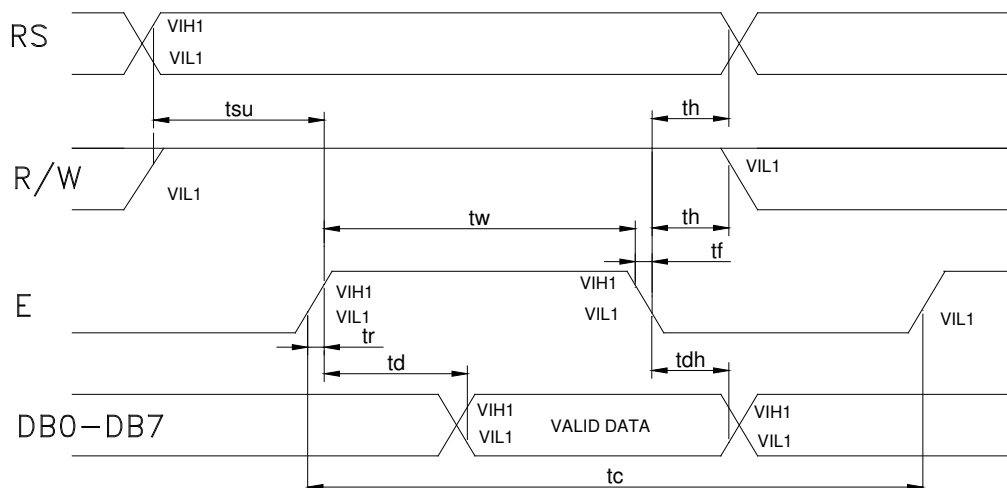 RS
VIH1
VIL1
tsu
th
R/W
VIL1
VIL1
tw
th
tf
E
VIH1
VIL1
VIH1
VIL1
VIL1
tr
td
tdh
DB0-DB7
VIH1
VIL1
VALID DATA
VIH1
VIL1
tc